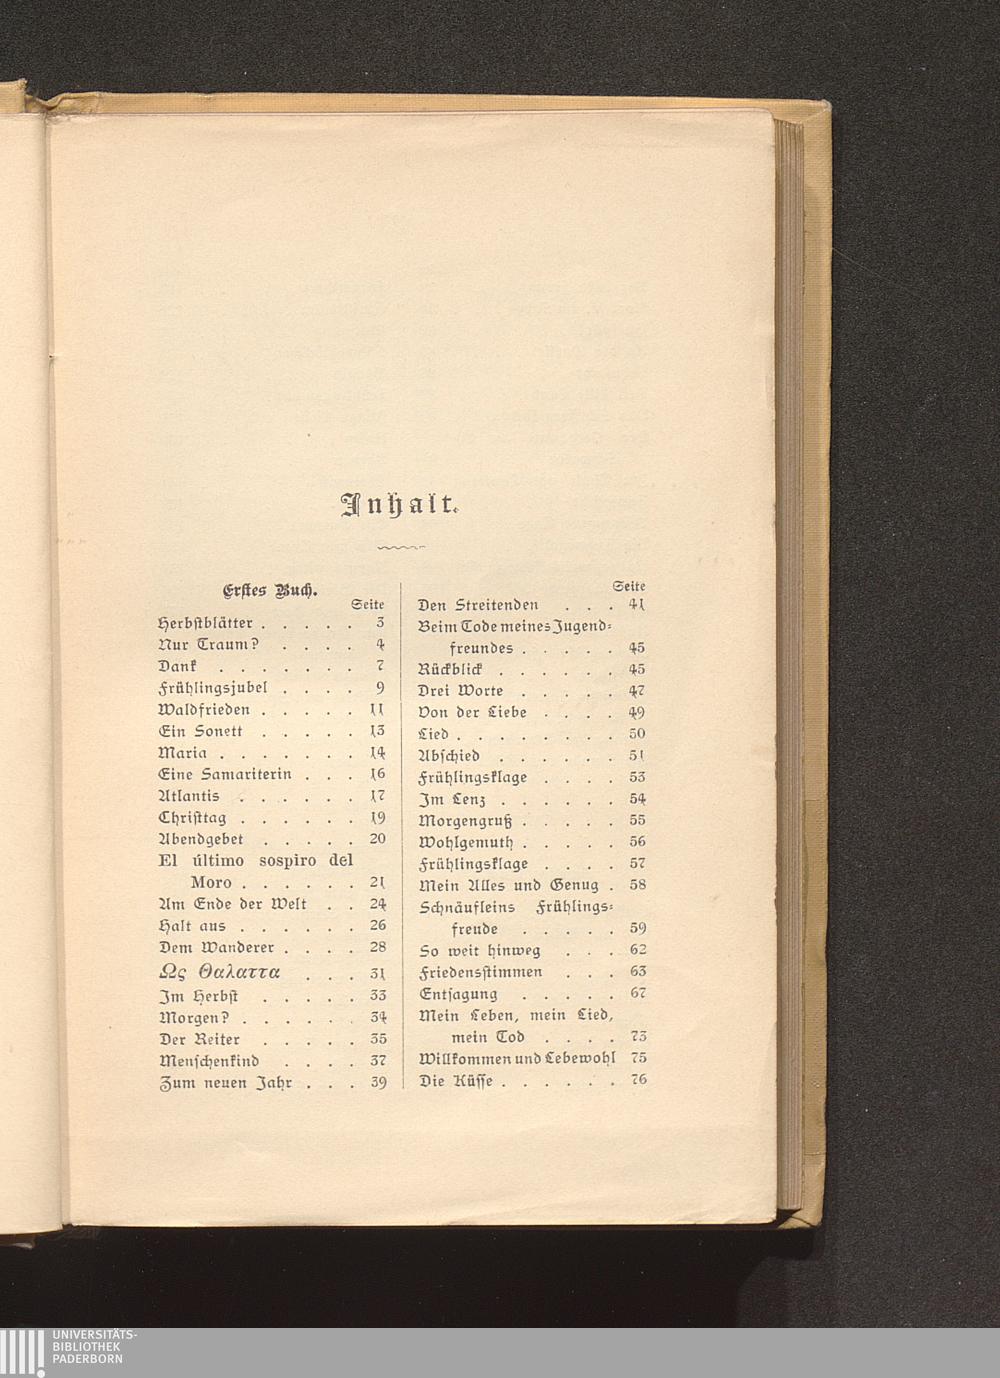 Inhalt.
Erstes Buch.
Seite
Herbstblätter . . . . . 3
Nur Traum? . . . . 4
Dank . . . . . . . 7
Frühlingsjubel . . . . 9
Waldfrieden . . . . . 11
Ein Sonett . . . . . 13
Maria . . . . . . . 14
Eine Samariterin . . . 16
Atlantis . . . . . . 17
Christtag . . . . . . 19
Abendgebet . . . . . 20
El último sospiro del
Moro . . . . . . 21
Am Ende der Welt . . 24
Halt aus . . . . . . 26
Dem Wanderer . . . . 28
Ως Θαλαττα . . . 31
Im Herbst . . . . . 33
Morgen? . . . . . . 34
Der Reiter . . . . . 35
Menschenkind . . . . 37
Zum neuen Jahr . . . 39
Seite
Den Streitenden . . . 41
Beim Tode meines Jugend-
freundes . . . . . 45
Rückblick . . . . . . 45
Drei Worte . . . . . 47
Von der Liebe . . . . 49
Lied . . . . . . . . 50
Abschied . . . . . . 51
Frühlingsklage . . . . 53
Im Lenz . . . . . . 54
Morgengruß . . . . . 55
Wohlgemuth . . . . . 56
Frühlingsklage . . . . 57
Mein Alles und Genug . 58
Schnäufleins Frühlings-
freude . . . . . 59
So weit hinweg . . . 62
Friedensstimmen . . . 63
Entsagung . . . . . 67
Mein Leben, mein Lied,
mein Tod . . . . 73
Willkommen und Lebewohl 75
Die Küsse . . . . . . 76
UNIVERSITÄTS-
BIBLIOTHEK
PADERBORN